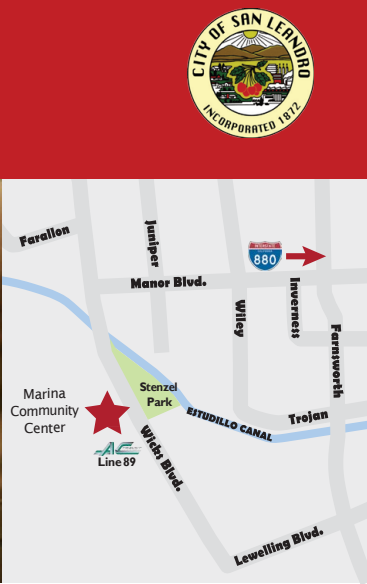 CITY OF SAN LEANDRO
INCORPORATED 1872
Farallon
Juniper
INTERSTATE
880
Manor Blvd.
Wiley
Inverness
Farnsworth
Stenzel
Park
Marina
Community
Center
ESTUDILLO CANAL
Trojan
AC
Line 89
Wicks Blvd.
Lewelling Blvd.